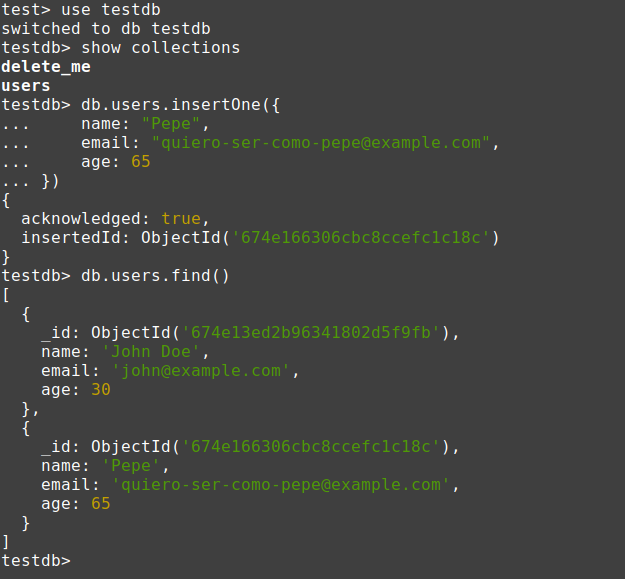 test> use testdb
switched to db testdb
testdb> show collections
delete_me
users
testdb> db.users.insertOne({
...     name: "Pepe",
...     email: "quiero-ser-como-pepe@example.com",
...     age: 65
... })
{
  acknowledged: true,
  insertedId: ObjectId('674e166306cbc8ccefc1c18c')
}
testdb> db.users.find()
[
  {
    _id: ObjectId('674e13ed2b96341802d5f9fb'),
    name: 'John Doe',
    email: 'john@example.com',
    age: 30
  },
  {
    _id: ObjectId('674e166306cbc8ccefc1c18c'),
    name: 'Pepe',
    email: 'quiero-ser-como-pepe@example.com',
    age: 65
  }
]
testdb>